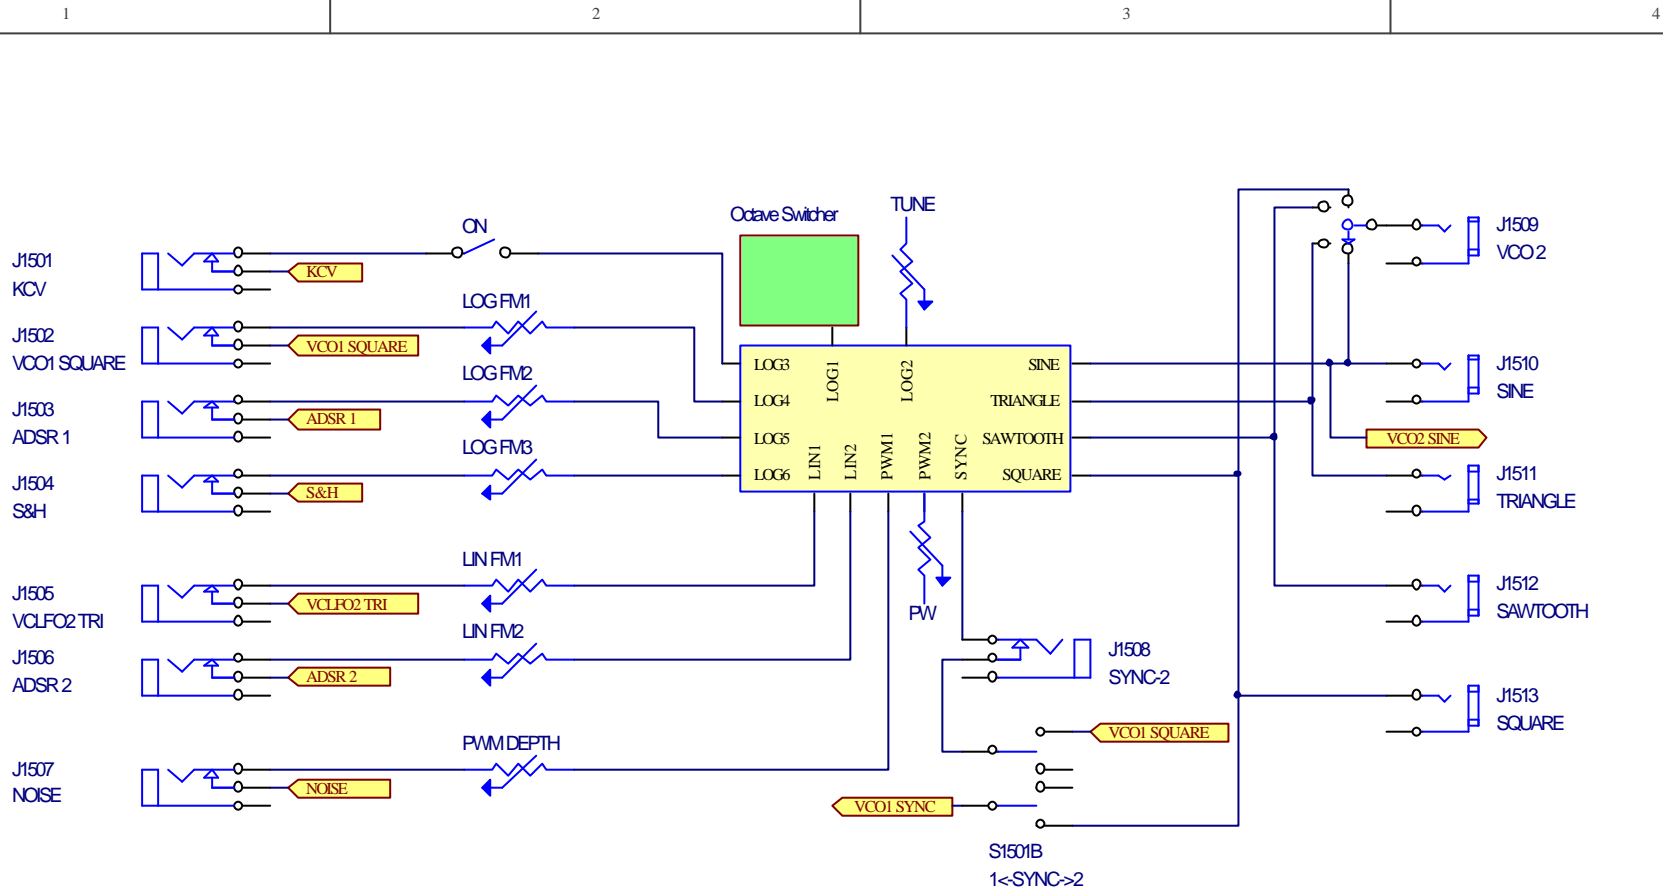 1 2 3 4
Octave Switcher
TUNE
ON
J1501
KCV
KCV
J1509
VCO 2
LOG FM1
J1502
VCO1 SQUARE
VCO1 SQUARE
LOG FM2
J1503
ADSR 1
ADSR 1
LOG FM3
J1504
S&H
S&H
LOG3
LOG4
LOG5
LOG6
LOG1
LOG2
LIN1
LIN2
PWM1
PWM2
SYNC
SINE
TRIANGLE
SAWTOOTH
SQUARE
J1510
SINE
VCO2 SINE
J1511
TRIANGLE
LIN FM1
J1505
VCLFO2 TRI
VCLFO2 TRI
PW
J1512
SAWTOOTH
LIN FM2
J1506
ADSR 2
ADSR 2
J1508
SYNC-2
J1513
SQUARE
VCO1 SQUARE
PWM DEPTH
J1507
NOISE
NOISE
VCO1 SYNC
S1501B
1<-SYNC->2